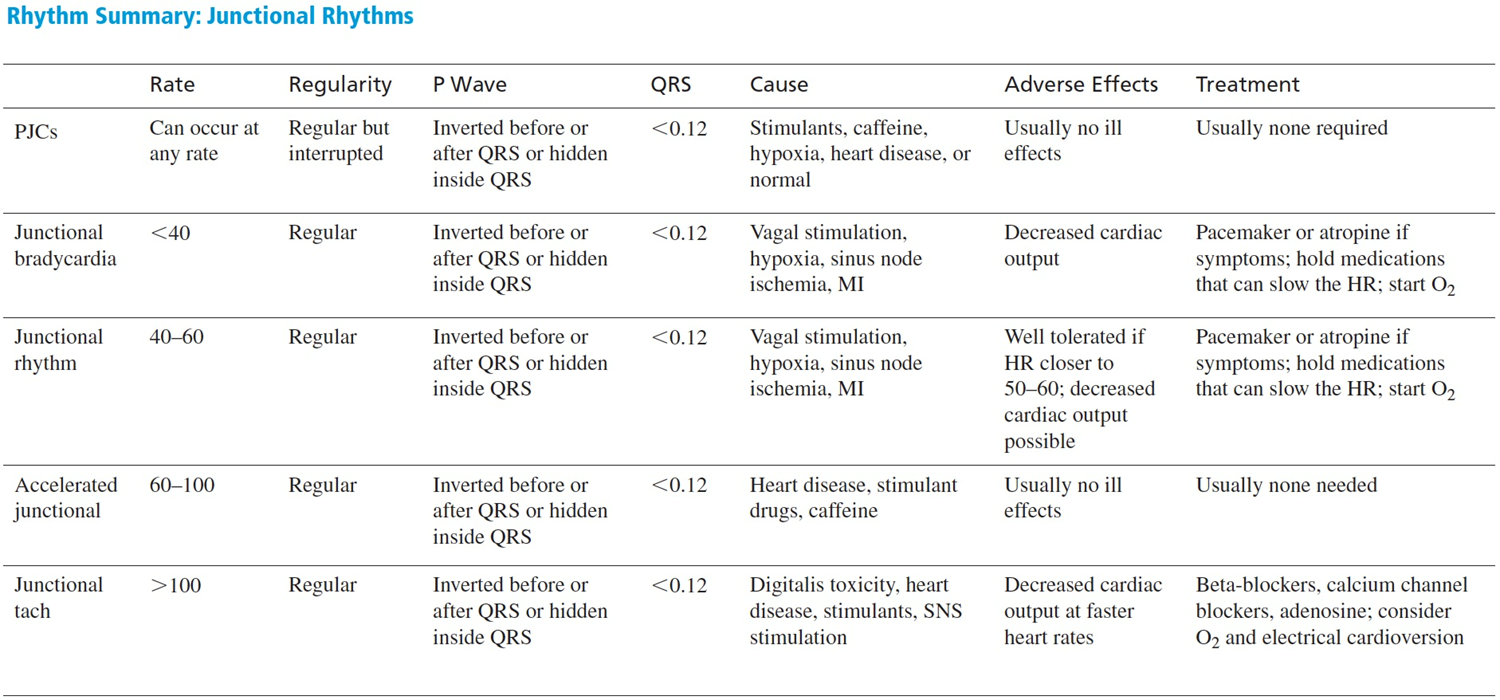 Rhythm Summary: Junctional Rhythms
Rate Regularity P Wave QRS Cause Adverse Effects Treatment
PJCs
Can occur at
any rate
Regular but
interrupted
Inverted before or
after QRS or hidden
inside QRS
<0.12
Stimulants, caffeine,
hypoxia, heart disease, or
normal
Usually no ill
effects
Usually none required
Junctional
bradycardia
<40
Regular
Inverted before or
after QRS or hidden
inside QRS
<0.12
Vagal stimulation,
hypoxia, sinus node
ischemia, MI
Decreased cardiac
output
Pacemaker or atropine if
symptoms; hold medications
that can slow the HR; start O₂
Junctional
rhythm
40–60
Regular
Inverted before or
after QRS or hidden
inside QRS
<0.12
Vagal stimulation,
hypoxia, sinus node
ischemia, MI
Well tolerated if
HR closer to
50–60; decreased
cardiac output
possible
Pacemaker or atropine if
symptoms; hold medications
that can slow the HR; start O₂
Accelerated
junctional
60–100
Regular
Inverted before or
after QRS or hidden
inside QRS
<0.12
Heart disease, stimulant
drugs, caffeine
Usually no ill
effects
Usually none needed
Junctional
tach
>100
Regular
Inverted before or
after QRS or hidden
inside QRS
<0.12
Digitalis toxicity, heart
disease, stimulants, SNS
stimulation
Decreased cardiac
output at faster
heart rates
Beta-blockers, calcium channel
blockers, adenosine; consider
O₂ and electrical cardioversion